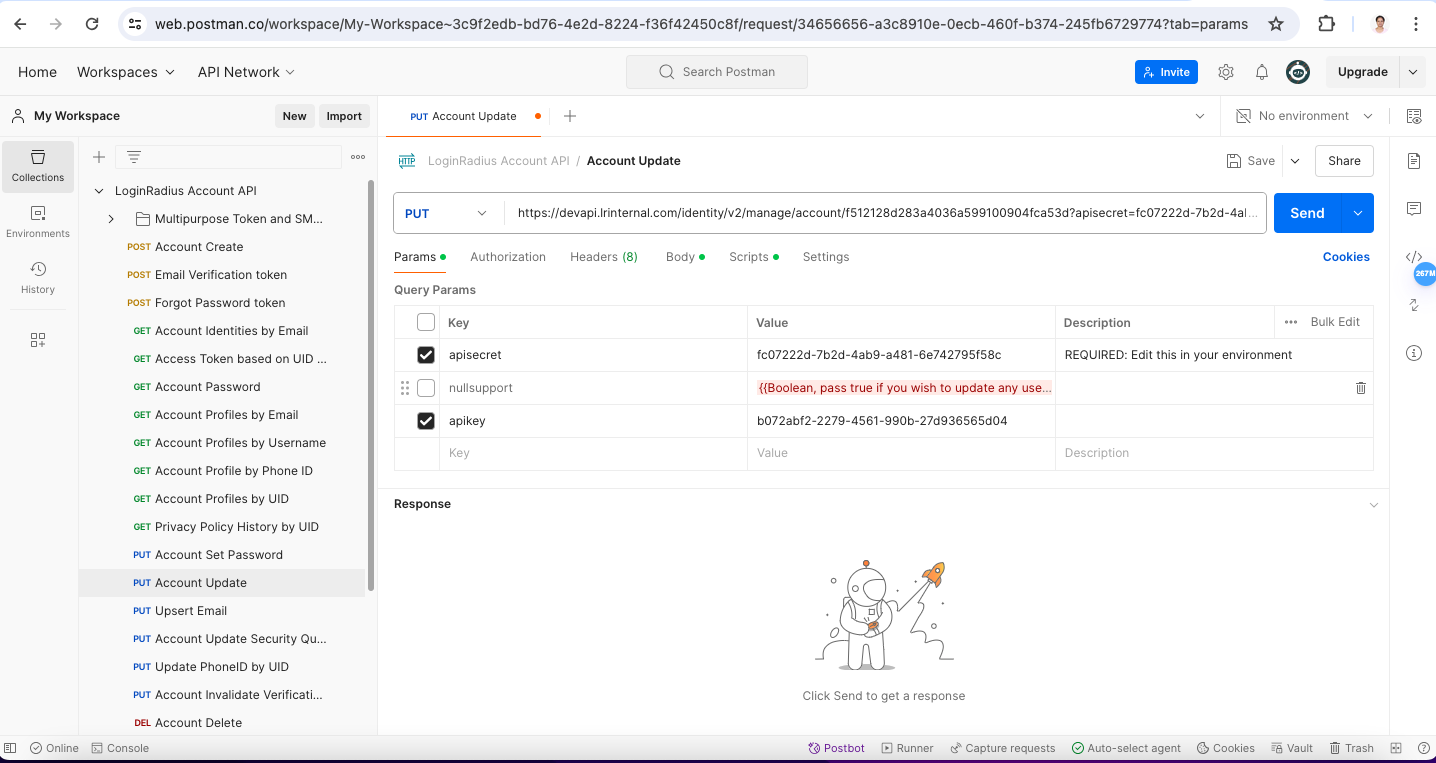 web.postman.co/workspace/My-Workspace~3c9f2edb-bd76-4e2d-8224-f36f42450c8f/request/34656656-a3c8910e-0ecb-460f-b374-245fb6729774?tab=params
Home Workspaces API Network Search Postman Invite Upgrade
My Workspace New Import PUT Account Update No environment
Collections
Environments
History
LoginRadius Account API
Multipurpose Token and SM...
POST Account Create
POST Email Verification token
POST Forgot Password token
GET Account Identities by Email
GET Access Token based on UID ...
GET Account Password
GET Account Profiles by Email
GET Account Profiles by Username
GET Account Profile by Phone ID
GET Account Profiles by UID
GET Privacy Policy History by UID
PUT Account Set Password
PUT Account Update
PUT Upsert Email
PUT Account Update Security Qu...
PUT Update PhoneID by UID
PUT Account Invalidate Verificati...
DEL Account Delete
HTTP LoginRadius Account API / Account Update Save Share
PUT https://devapi.lrinternal.com/identity/v2/manage/account/f512128d283a4036a599100904fca53d?apisecret=fc07222d-7b2d-4al... Send
Params Authorization Headers (8) Body Scripts Settings Cookies
267M
Query Params
Key Value Description Bulk Edit
apisecret fc07222d-7b2d-4ab9-a481-6e742795f58c REQUIRED: Edit this in your environment
nullsupport {{Boolean, pass true if you wish to update any use...
apikey b072abf2-2279-4561-990b-27d936565d04
Key Value Description
Response
Click Send to get a response
Online Console Postbot Runner Capture requests Auto-select agent Cookies Vault Trash